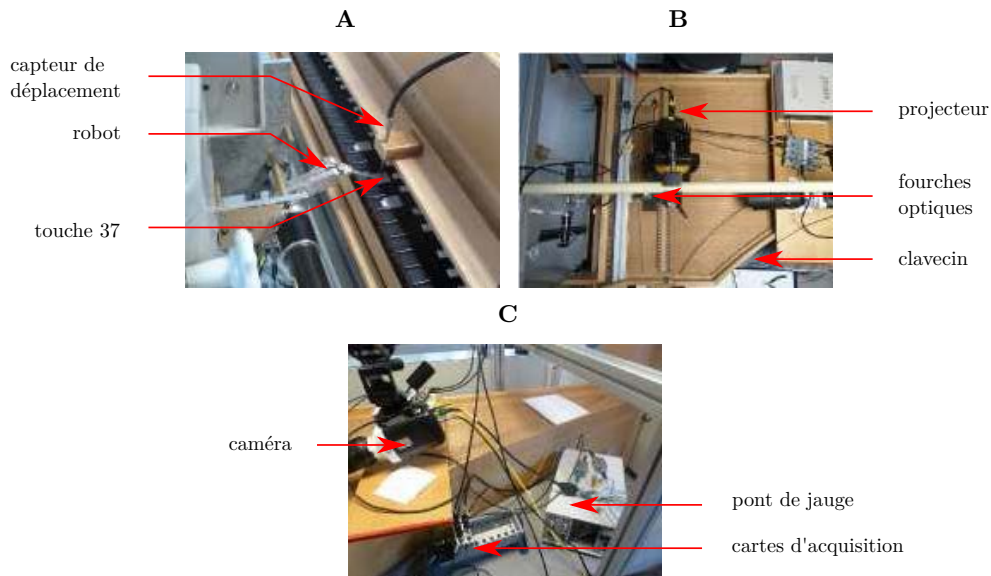 A
capteur de
déplacement
robot
touche 37
B
projecteur
fourches
optiques
clavecin
C
caméra
pont de jauge
cartes d'acquisition